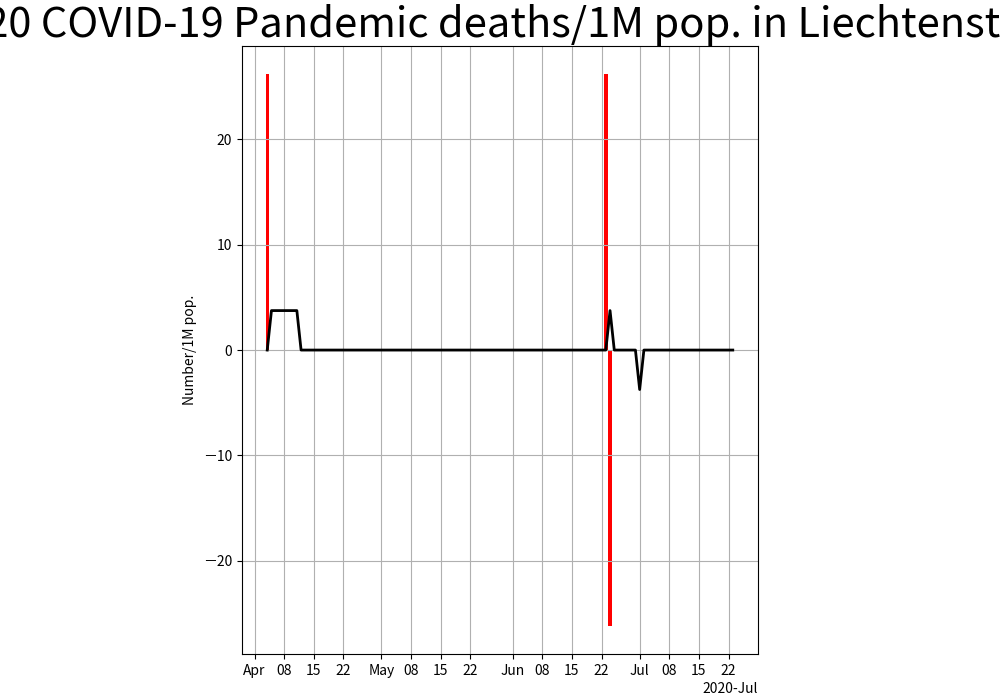 20 COVID-19 Pandemic deaths/1M pop. in Liechtenst
20
10
0
−10
−20
Number/1M pop.
Apr 08 15 22 May 08 15 22 Jun 08 15 22 Jul 08 15 22
2020-Jul